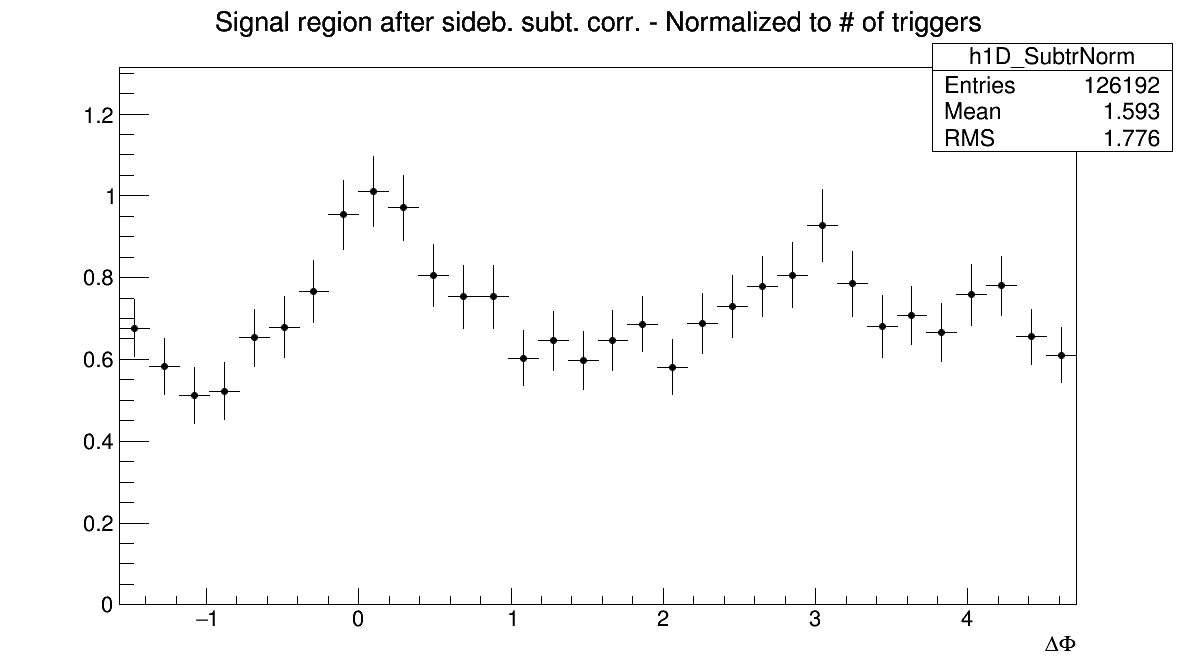 Signal region after sideb. subt. corr. - Normalized to # of triggers
h1D_SubtrNorm
Entries 126192
Mean 1.593
RMS 1.776
1.2
1
0.8
0.6
0.4
0.2
0
−1 0 1 2 3 4
ΔΦ